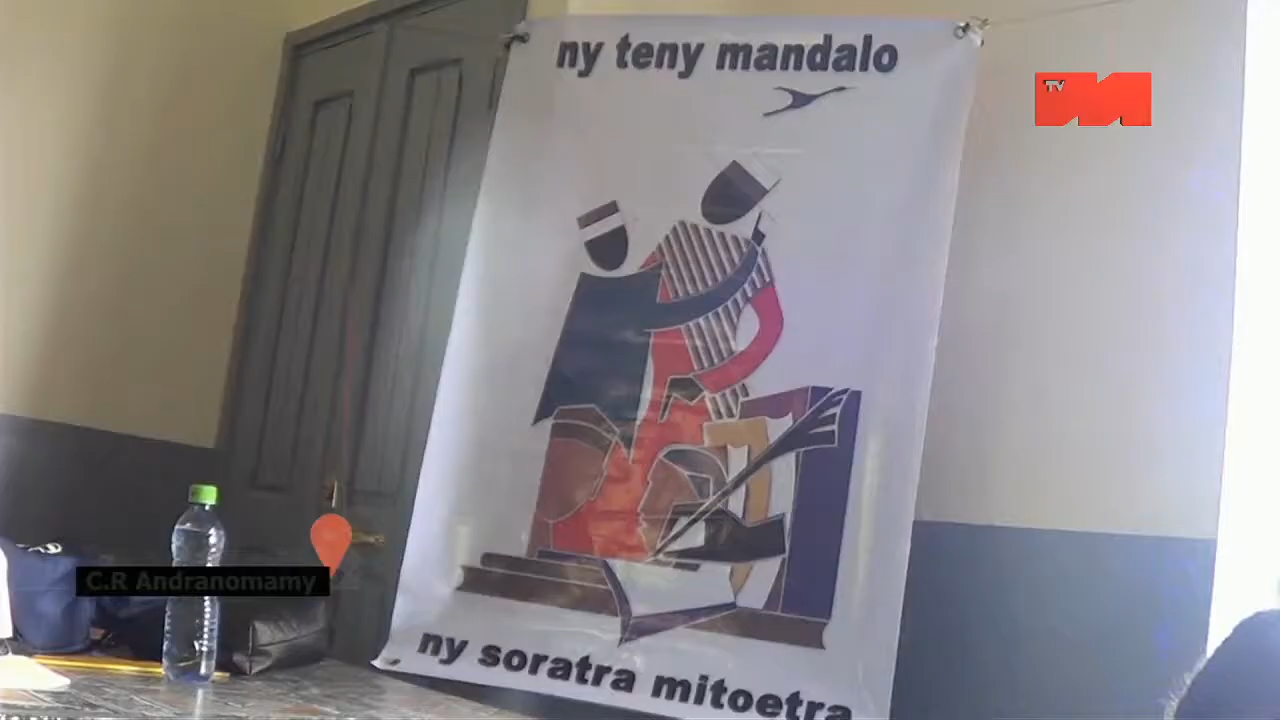 ny teny mandalo
TV
C.R Andranomamy
ny soratra mitoetra